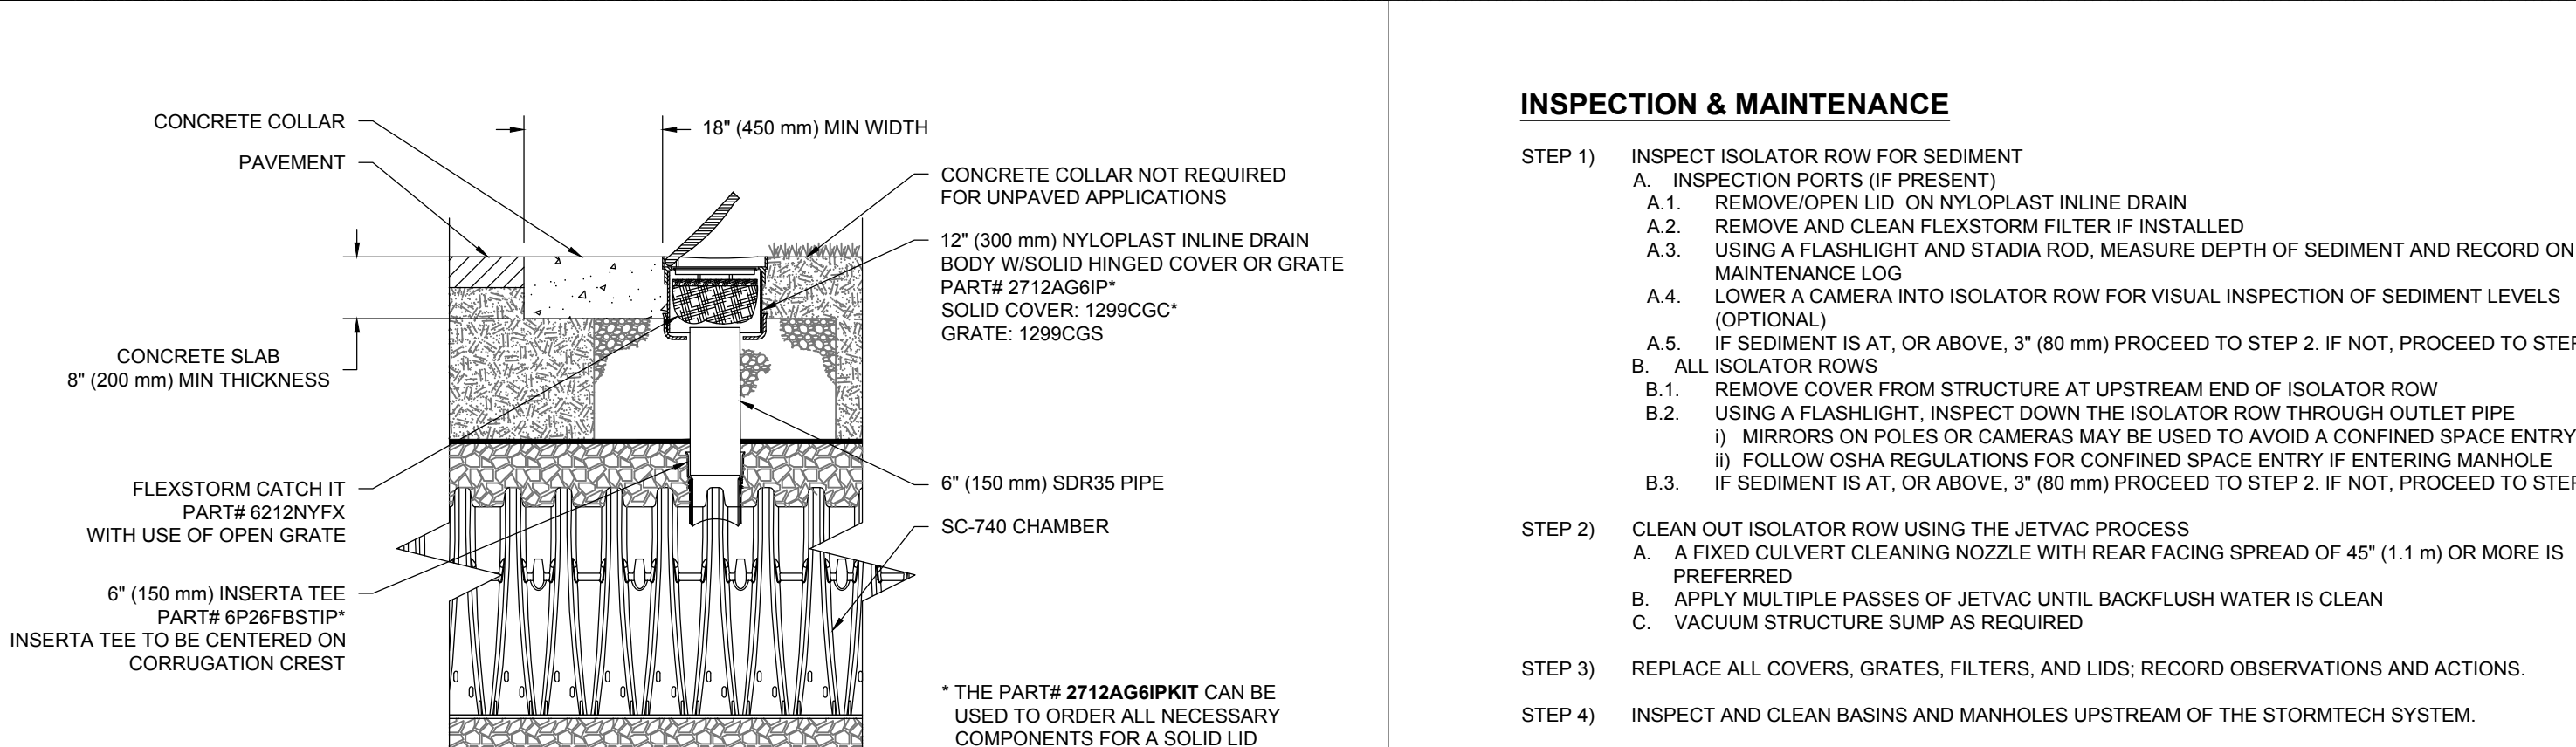 CONCRETE COLLAR
PAVEMENT
18" (450 mm) MIN WIDTH
CONCRETE COLLAR NOT REQUIRED
FOR UNPAVED APPLICATIONS
12" (300 mm) NYLOPLAST INLINE DRAIN
BODY W/SOLID HINGED COVER OR GRATE
PART# 2712AG6IP*
SOLID COVER: 1299CGC*
GRATE: 1299CGS
CONCRETE SLAB
8" (200 mm) MIN THICKNESS
FLEXSTORM CATCH IT
PART# 6212NYFX
WITH USE OF OPEN GRATE
6" (150 mm) SDR35 PIPE
SC-740 CHAMBER
6" (150 mm) INSERTA TEE
PART# 6P26FBSTIP*
INSERTA TEE TO BE CENTERED ON
CORRUGATION CREST
* THE PART# 2712AG6IPKIT CAN BE
USED TO ORDER ALL NECESSARY
COMPONENTS FOR A SOLID LID
INSPECTION & MAINTENANCE
STEP 1) INSPECT ISOLATOR ROW FOR SEDIMENT
A. INSPECTION PORTS (IF PRESENT)
A.1. REMOVE/OPEN LID ON NYLOPLAST INLINE DRAIN
A.2. REMOVE AND CLEAN FLEXSTORM FILTER IF INSTALLED
A.3. USING A FLASHLIGHT AND STADIA ROD, MEASURE DEPTH OF SEDIMENT AND RECORD ON
MAINTENANCE LOG
A.4. LOWER A CAMERA INTO ISOLATOR ROW FOR VISUAL INSPECTION OF SEDIMENT LEVELS
(OPTIONAL)
A.5. IF SEDIMENT IS AT, OR ABOVE, 3" (80 mm) PROCEED TO STEP 2. IF NOT, PROCEED TO
B. ALL ISOLATOR ROWS
B.1. REMOVE COVER FROM STRUCTURE AT UPSTREAM END OF ISOLATOR ROW
B.2. USING A FLASHLIGHT, INSPECT DOWN THE ISOLATOR ROW THROUGH OUTLET PIPE
i) MIRRORS ON POLES OR CAMERAS MAY BE USED TO AVOID A CONFINED SPACE ENTRY
ii) FOLLOW OSHA REGULATIONS FOR CONFINED SPACE ENTRY IF ENTERING MANHOLE
B.3. IF SEDIMENT IS AT, OR ABOVE, 3" (80 mm) PROCEED TO STEP 2. IF NOT, PROCEED TO
STEP 2) CLEAN OUT ISOLATOR ROW USING THE JETVAC PROCESS
A. A FIXED CULVERT CLEANING NOZZLE WITH REAR FACING SPREAD OF 45" (1.1 m) OR MORE IS
PREFERRED
B. APPLY MULTIPLE PASSES OF JETVAC UNTIL BACKFLUSH WATER IS CLEAN
C. VACUUM STRUCTURE SUMP AS REQUIRED
STEP 3) REPLACE ALL COVERS, GRATES, FILTERS, AND LIDS; RECORD OBSERVATIONS AND ACTIONS.
STEP 4) INSPECT AND CLEAN BASINS AND MANHOLES UPSTREAM OF THE STORMTECH SYSTEM.